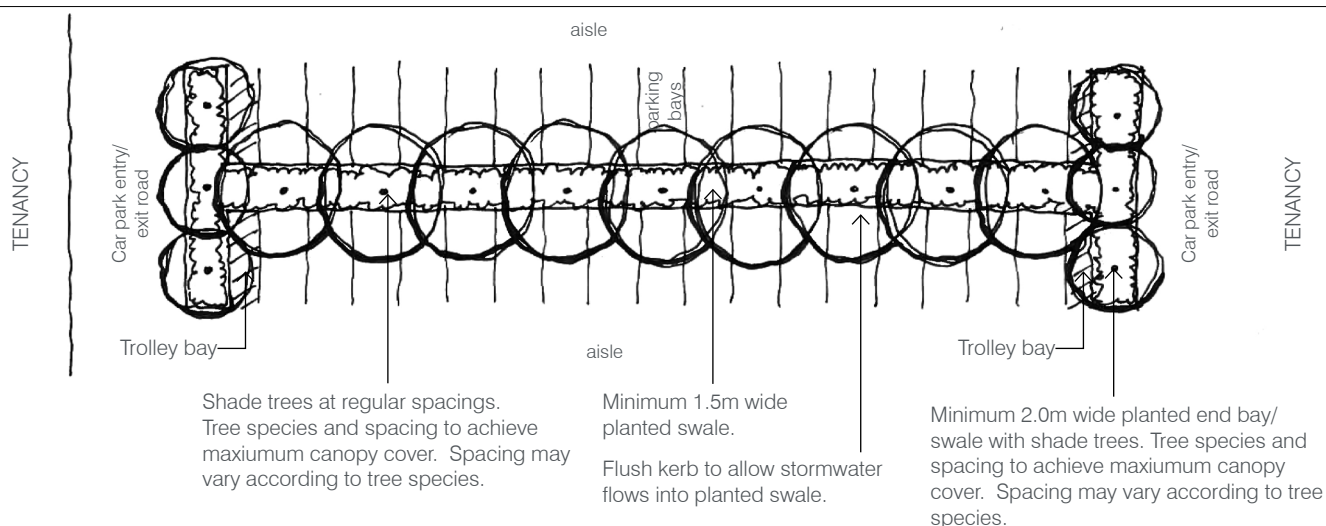 aisle
parking
bays
TENANCY
Car park entry/
exit road
Car park entry/
exit road
TENANCY
Trolley bay
aisle
Trolley bay
Shade trees at regular spacings.
Tree species and spacing to achieve
maxiumum canopy cover. Spacing may
vary according to tree species.
Minimum 1.5m wide
planted swale.
Flush kerb to allow stormwater
flows into planted swale.
Minimum 2.0m wide planted end bay/
swale with shade trees. Tree species and
spacing to achieve maxiumum canopy
cover. Spacing may vary according to tree
species.